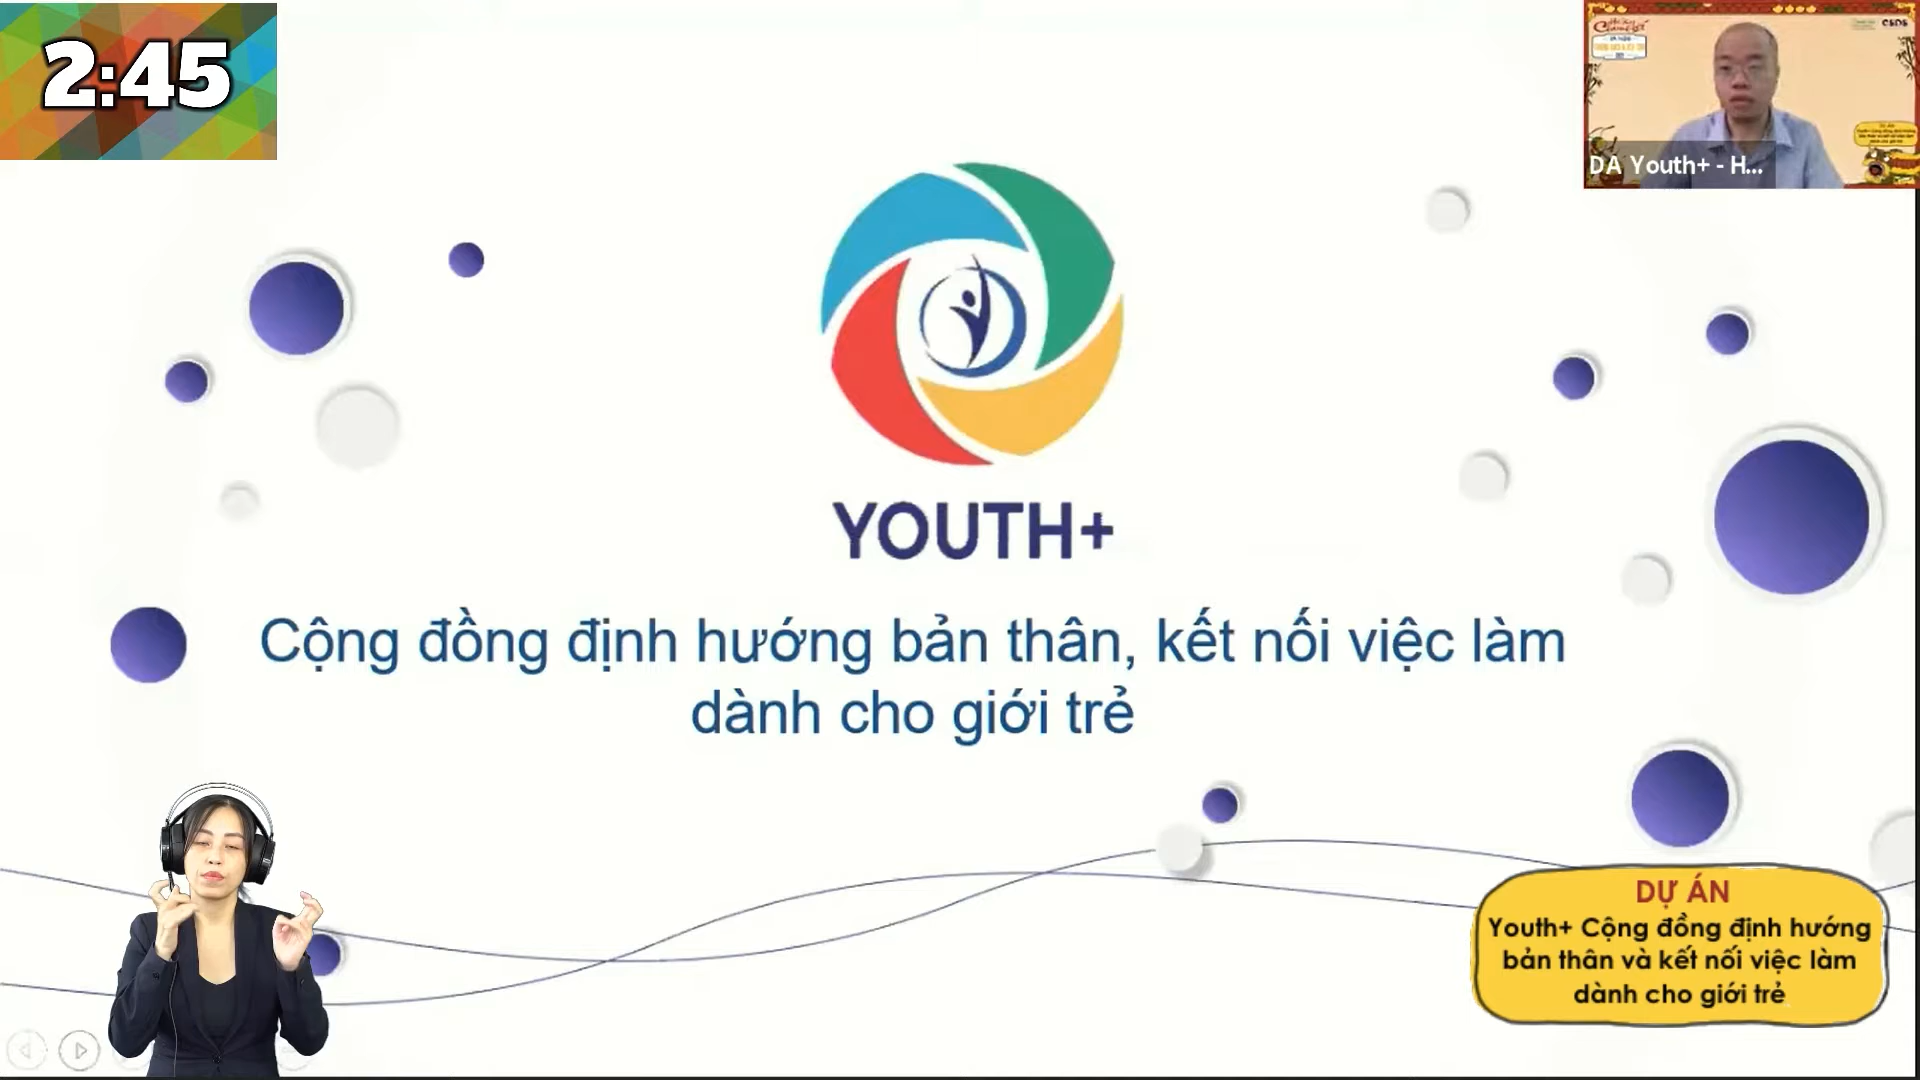 2:45
DA Youth+ - H...
CSDS
YOUTH+
Cộng đồng định hướng bản thân, kết nối việc làm
dành cho giới trẻ
DỰ ÁN
Youth+ Cộng đồng định hướng
bản thân và kết nối việc làm
dành cho giới trẻ